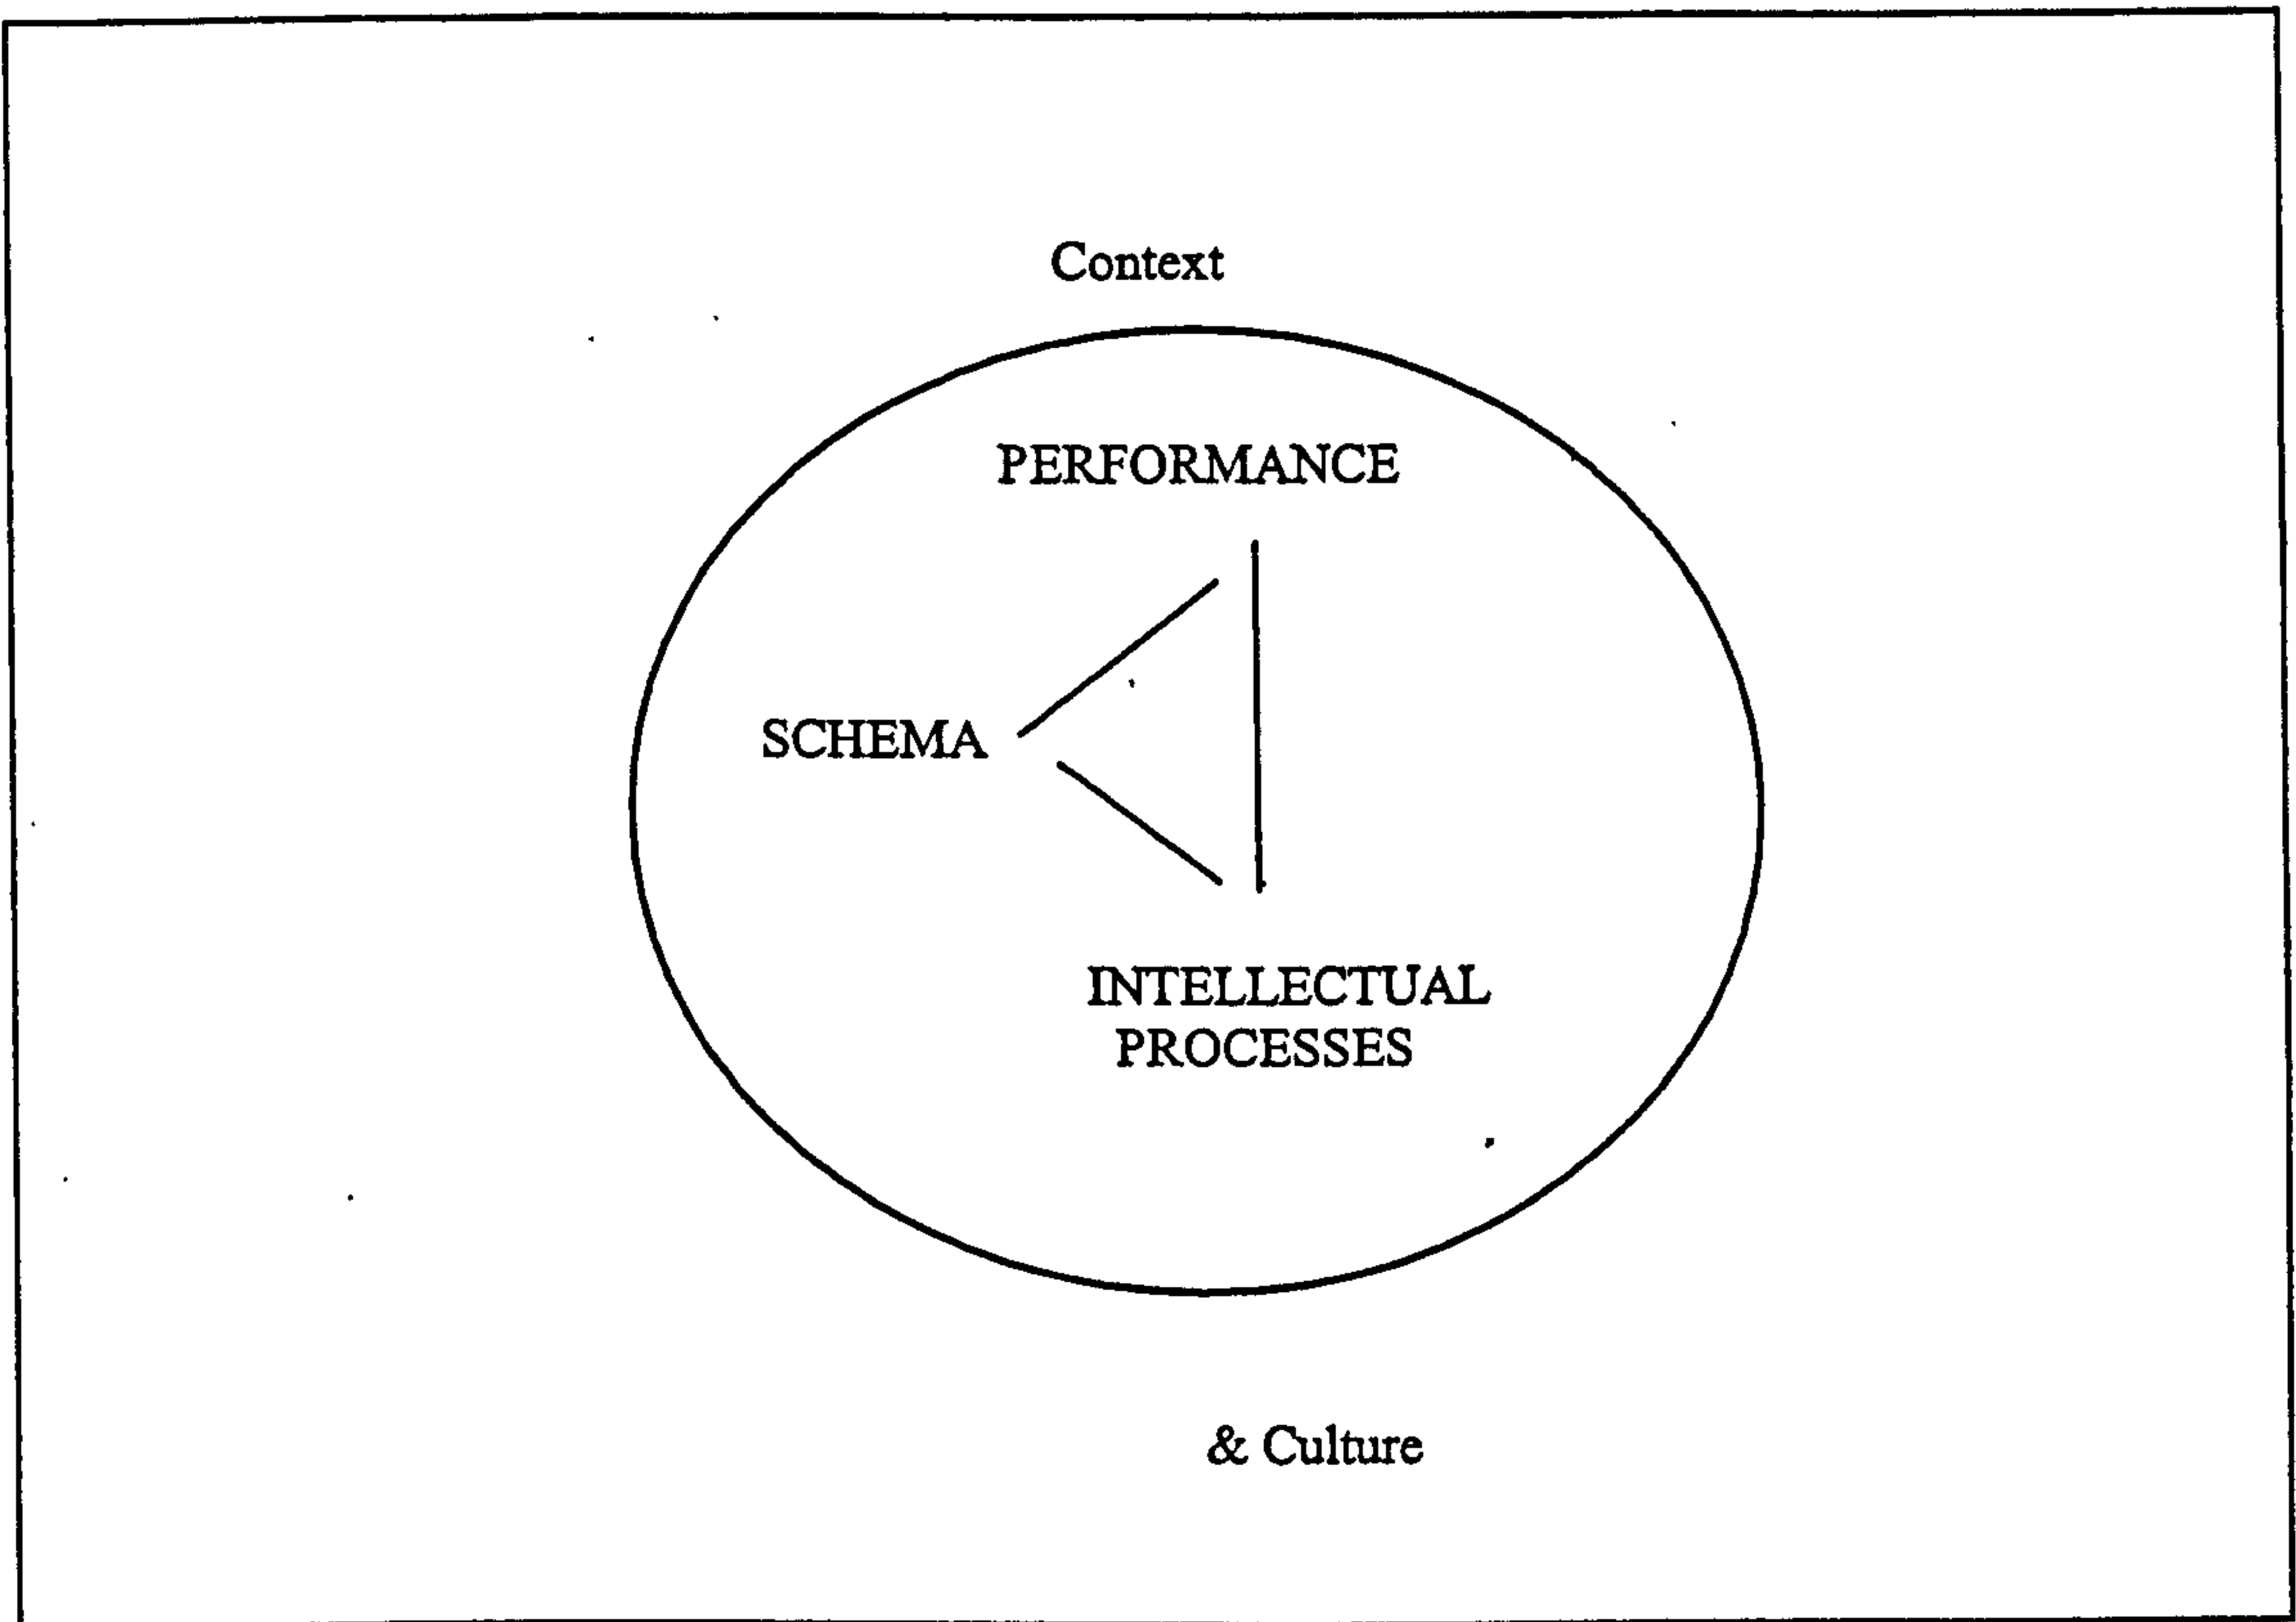 Context
PERFORMANCE
SCHEMA
INTELLECTUAL
PROCESSES
& Culture